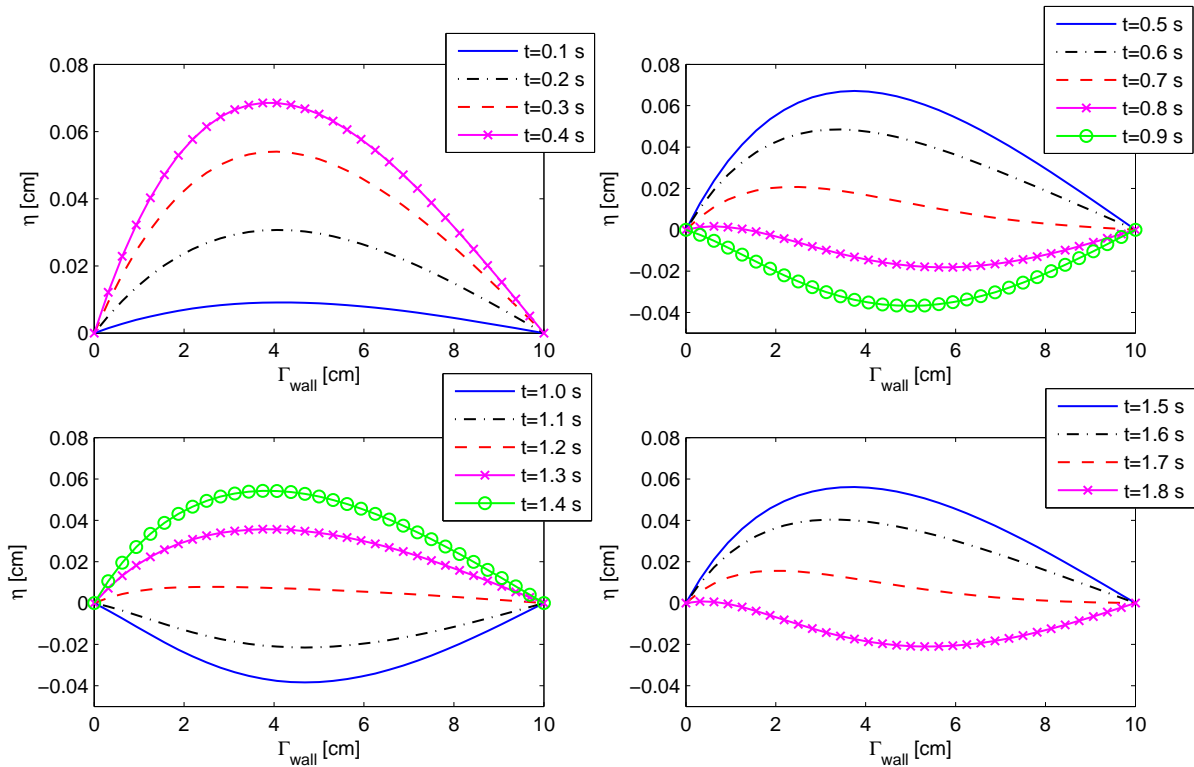 t=0.1 s
t=0.2 s
t=0.3 s
t=0.4 s
0.08
0.06
0.04
0.02
0
η [cm]
0 2 4 6 8 10
Γwall [cm]
t=0.5 s
t=0.6 s
t=0.7 s
t=0.8 s
t=0.9 s
0.08
0.06
0.04
0.02
0
−0.02
−0.04
η [cm]
0 2 4 6 8 10
Γwall [cm]
t=1.0 s
t=1.1 s
t=1.2 s
t=1.3 s
t=1.4 s
0.08
0.06
0.04
0.02
0
−0.02
−0.04
η [cm]
0 2 4 6 8 10
Γwall [cm]
t=1.5 s
t=1.6 s
t=1.7 s
t=1.8 s
0.08
0.06
0.04
0.02
0
−0.02
−0.04
η [cm]
0 2 4 6 8 10
Γwall [cm]